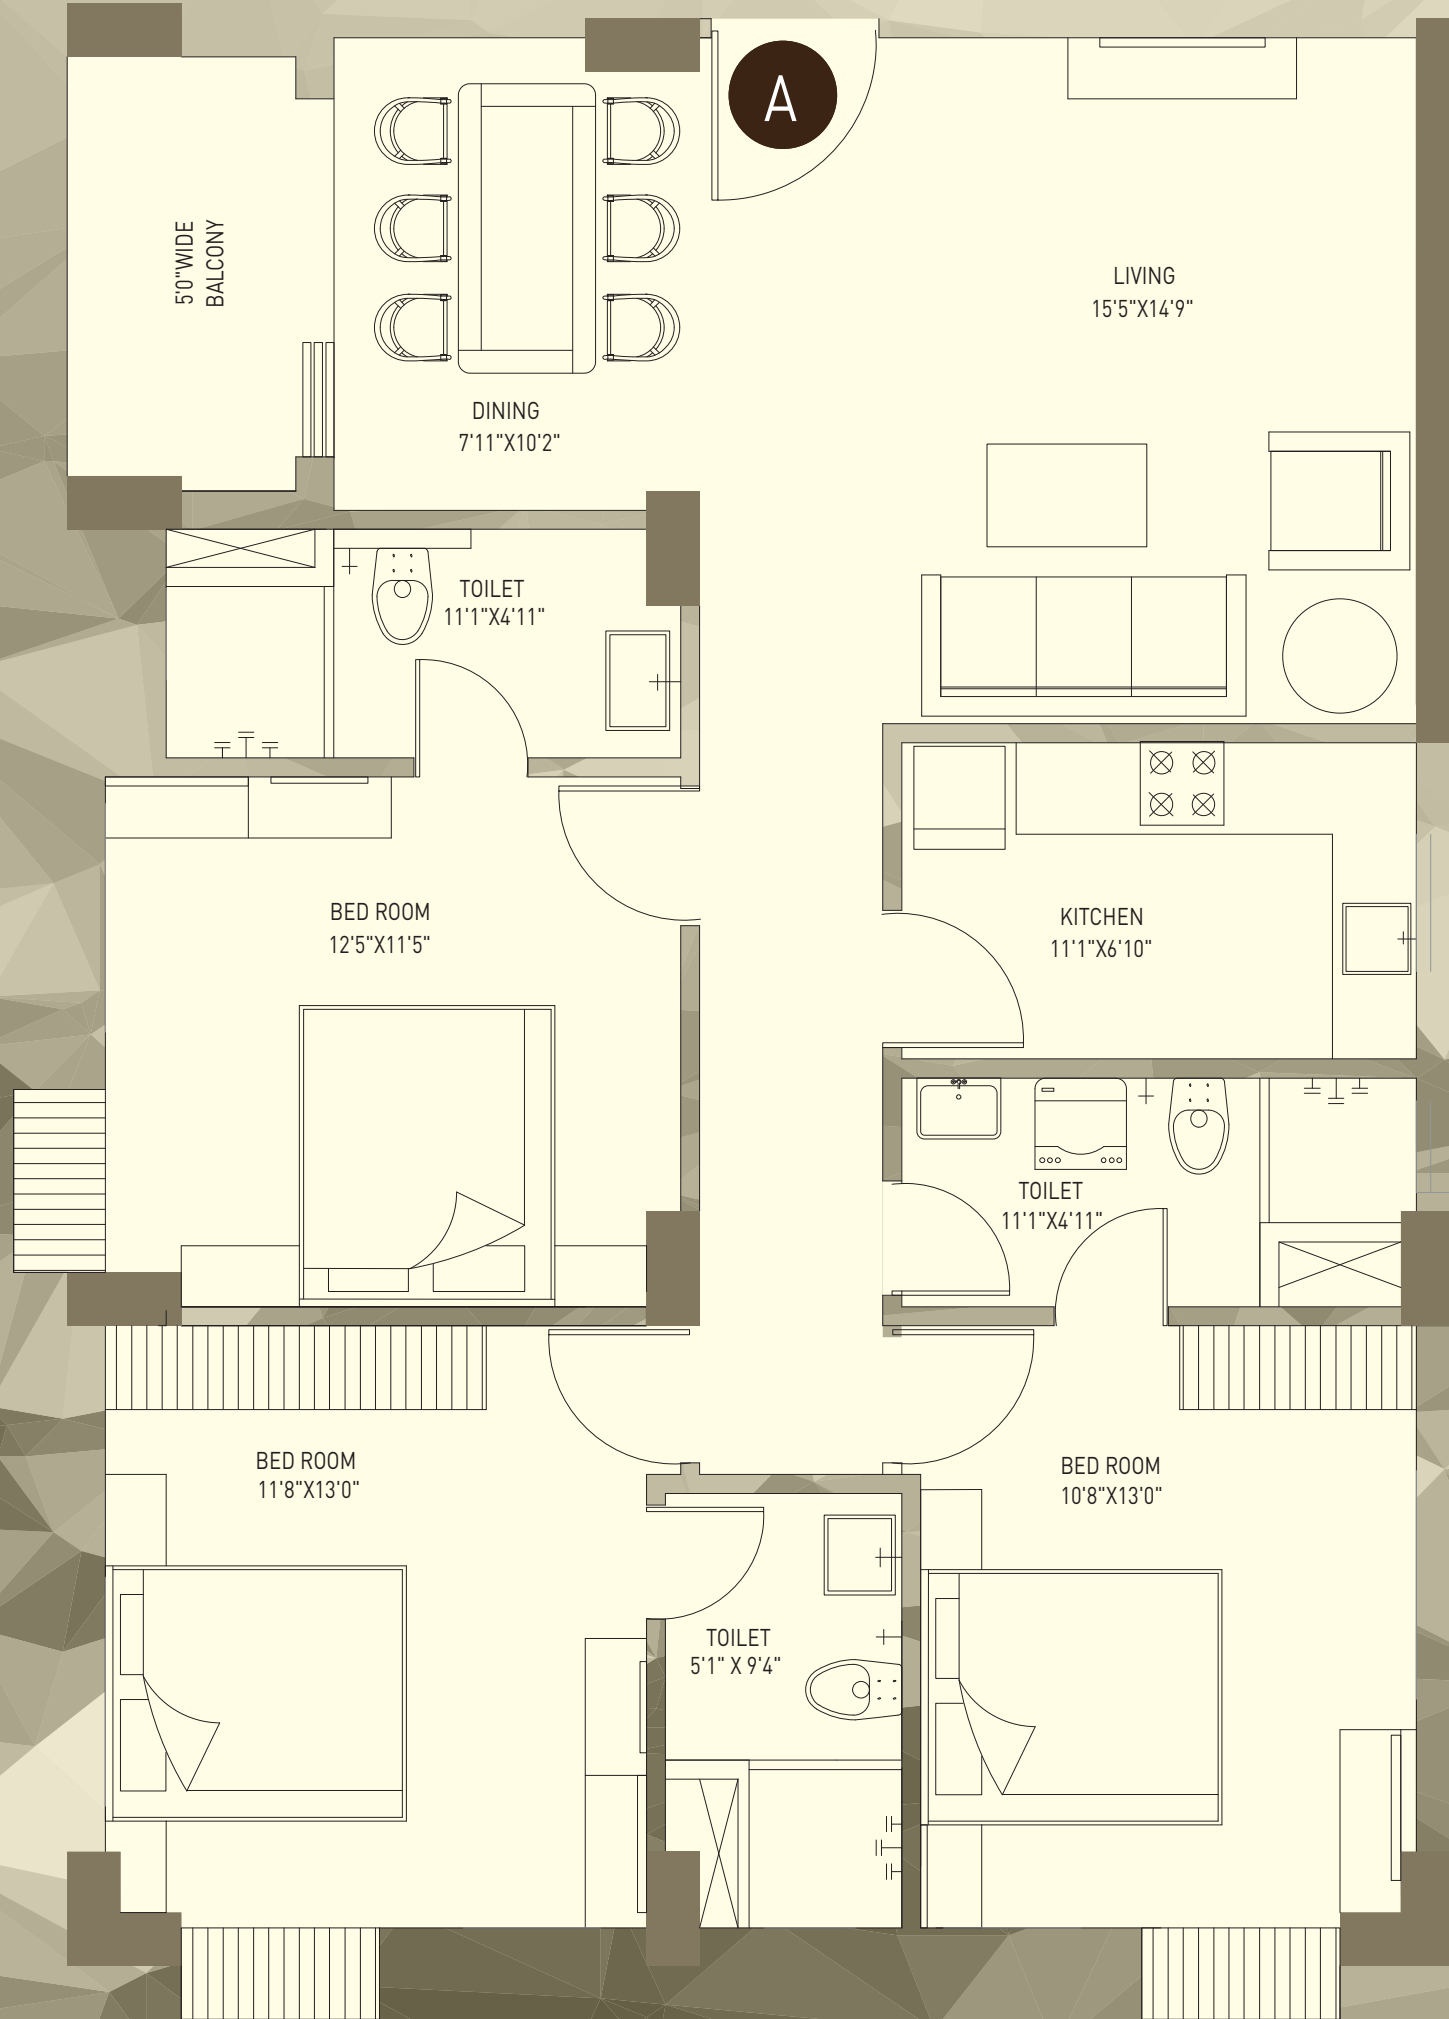 A
5'0"WIDE
BALCONY
LIVING
15'5"X14'9"
DINING
7'11"X10'2"
TOILET
11'1"X4'11"
BED ROOM
12'5"X11'5"
KITCHEN
11'1"X6'10"
TOILET
11'1"X4'11"
BED ROOM
11'8"X13'0"
BED ROOM
10'8"X13'0"
TOILET
5'1" X 9'4"